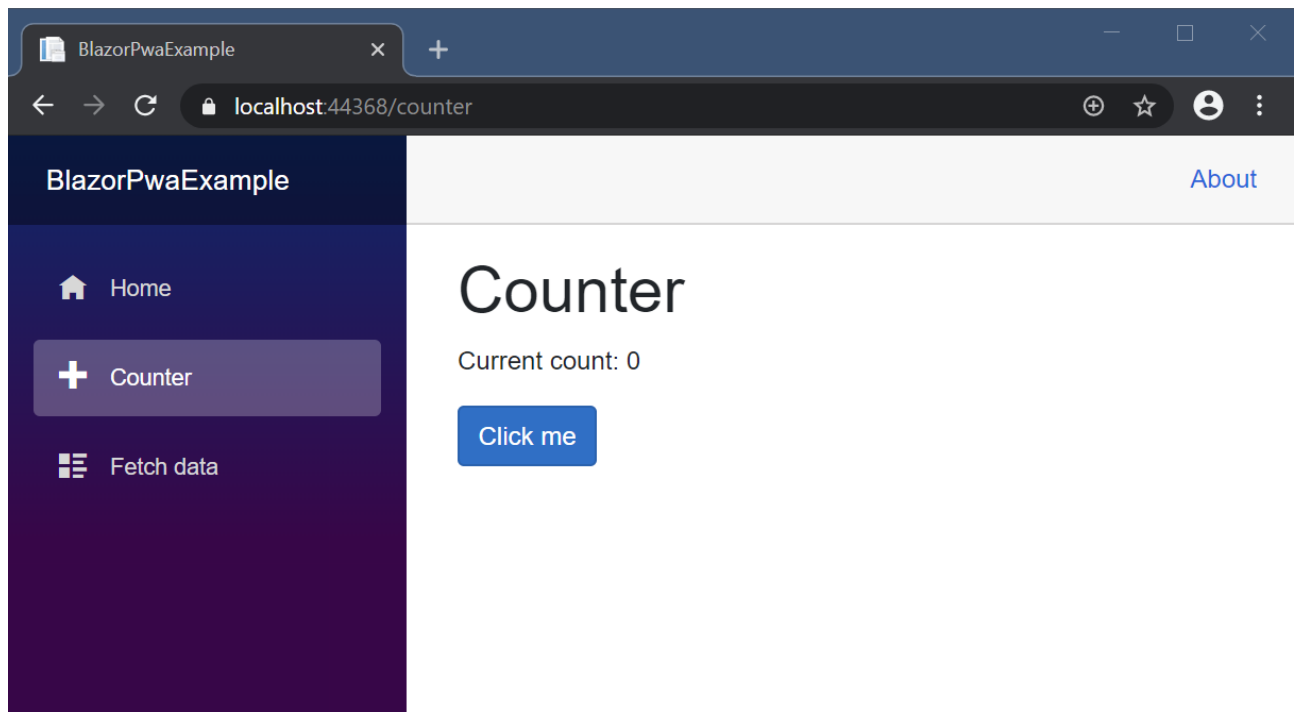 BlazorPwaExample
localhost:44368/counter
BlazorPwaExample
About
Home
Counter
Fetch data
Counter
Current count: 0
Click me